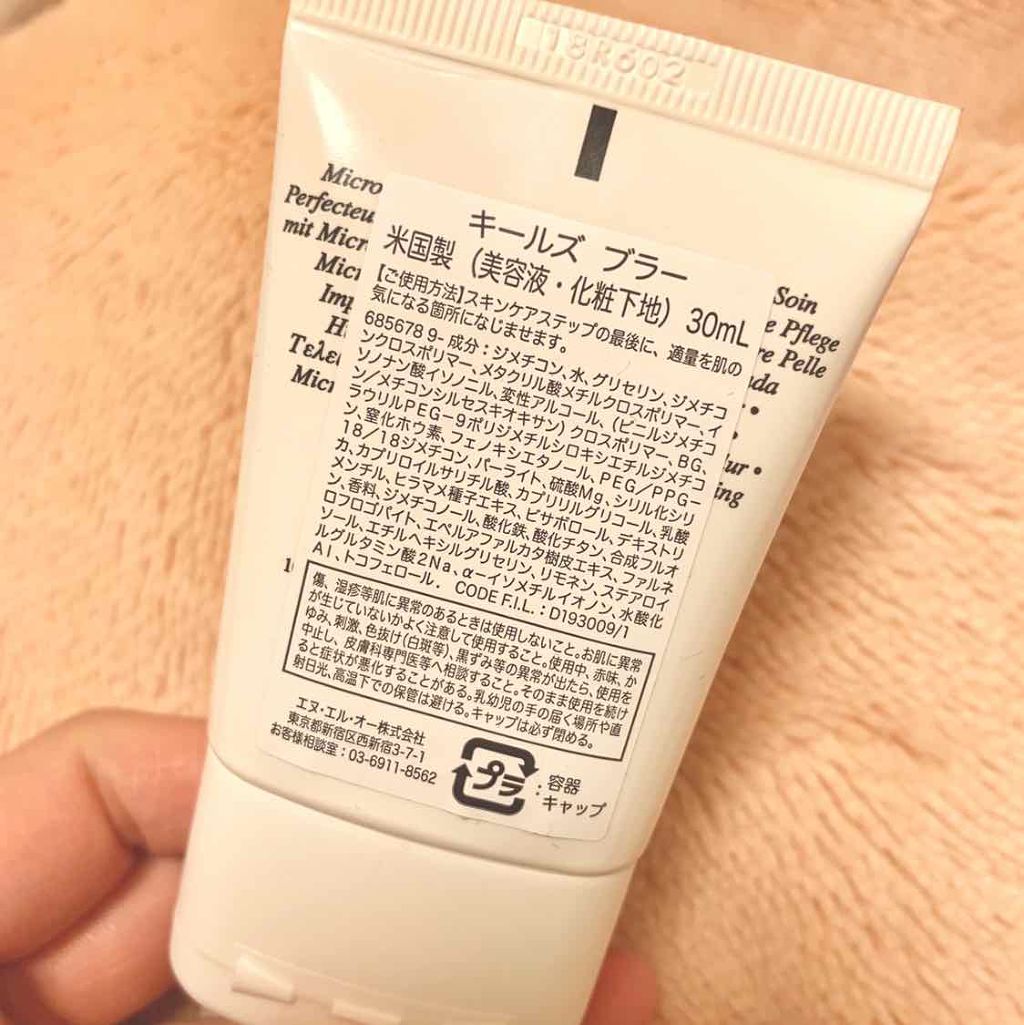 18R602
Micro
Perfecteu
mit Micr
Micr
Imp
H
Τελει
Micr
Soin
e Pflege
re Pelle
ada
lur •
ing
キールズ ブラー
米国製（美容液・化粧下地） 30mL
【ご使用方法】スキンケアステップの最後に、適量を肌の
気になる箇所になじませます。
685678 9- 成分：ジメチコン、水、グリセリン、ジメチコ
ンクロスポリマー、メタクリル酸メチルクロスポリマー、イ
ソノナン酸イソノニル、変性アルコール、（ビニルジメチコ
ン／メチコンシルセスキオキサン）クロスポリマー、BG、
ラウリルPEG－9ポリジメチルシロキシエチルジメチコ
ン、窒化ホウ素、フェノキシエタノール、PEG／PPG－
18／18ジメチコン、パーライト、硫酸Mg、シリル化シリ
カ、カプリロイルサリチル酸、カプリリルグリコール、乳酸
メンチル、ヒラマメ種子エキス、ビサボロール、デキストリ
ン、香料、ジメチコノール、酸化鉄、酸化チタン、合成フルオ
ロフロゴパイト、エペルアファルカタ樹皮エキス、ファルネ
ソール、エチルヘキシルグリセリン、リモネン、ステアロイ
ルグルタミン酸2Na、α－イソメチルイオノン、水酸化
Al、トコフェロール． CODE F.I.L. : D193009/1
傷、湿疹等肌に異常のあるときは使用しないこと。お肌に異常
が生じていないかよく注意して使用すること。使用中、赤味、か
ゆみ、刺激、色抜け（白斑等）、黒ずみ等の異常が出たら、使用を
中止し、皮膚科専門医等へ相談すること。そのまま使用を続け
ると症状が悪化することがある。乳幼児の手の届く場所や直
射日光、高温下での保管は避ける。キャップは必ず閉める。
エヌ・エル・オー株式会社
東京都新宿区西新宿3-7-1
お客様相談室：03-6911-8562
プラ
：容器
キャップ